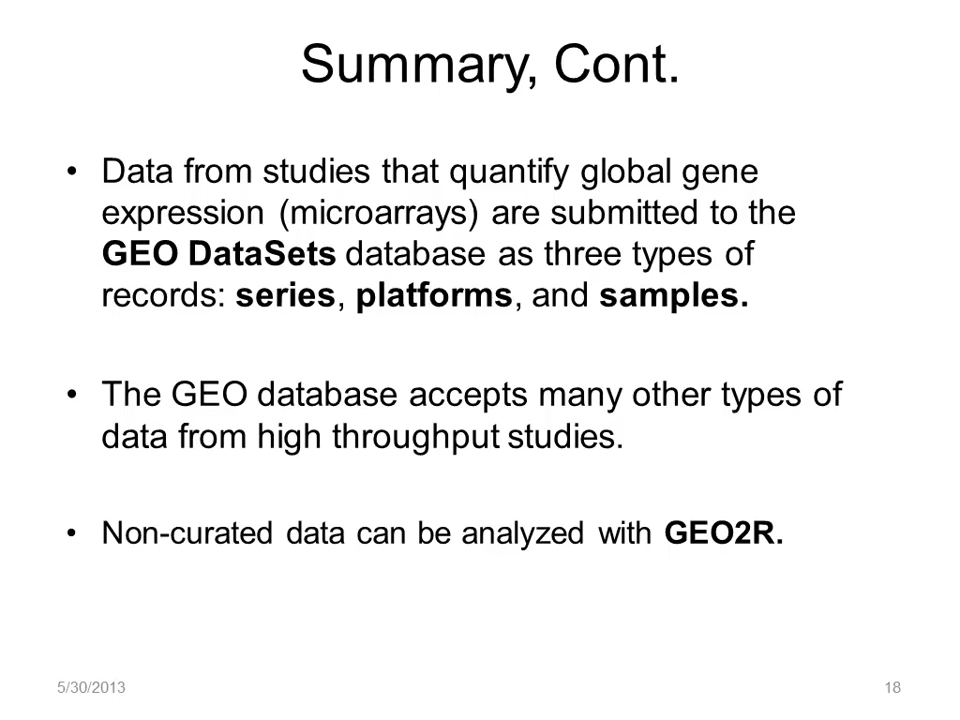 Summary, Cont.
• Data from studies that quantify global gene
expression (microarrays) are submitted to the
GEO DataSets database as three types of
records: series, platforms, and samples.
• The GEO database accepts many other types of
data from high throughput studies.
• Non-curated data can be analyzed with GEO2R.
5/30/2013
18